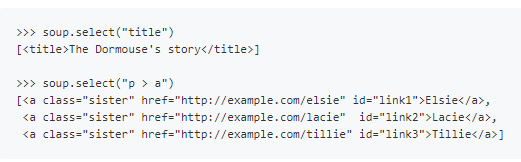 >>> soup.select("title")
[<title>The Dormouse's story</title>]
>>> soup.select("p > a")
[<a class="sister" href="http://example.com/elsie" id="link1">Elsie</a>,
<a class="sister" href="http://example.com/lacie"  id="link2">Lacie</a>,
<a class="sister" href="http://example.com/tillie" id="link3">Tillie</a>]